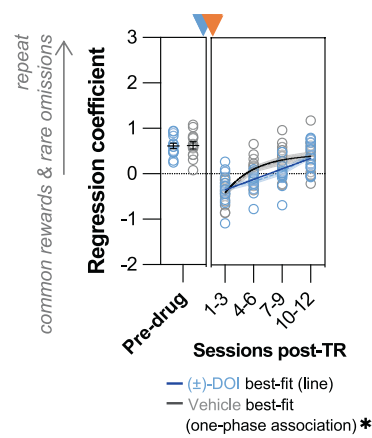 repeat
common rewards & rare omissions
Regression coefficient
3
2
1
0
-1
-2
Pre-drug
1-3
4-6
7-9
10-12
Sessions post-TR
(±)-DOI best-fit (line)
Vehicle best-fit
(one-phase association) *